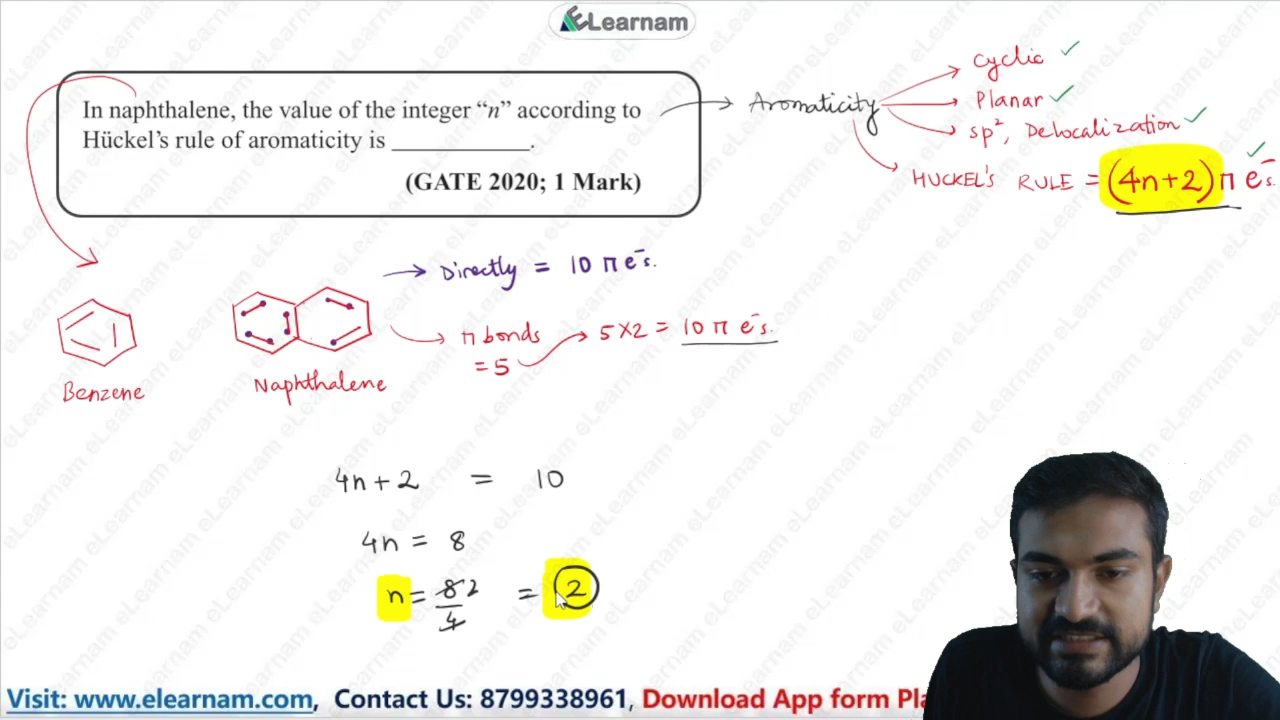 ELearnam
In naphthalene, the value of the integer “n” according to
Hückel’s rule of aromaticity is ____________.
(GATE 2020; 1 Mark)
Aromaticity
cyclic ✓
Planar ✓
sp², Delocalization ✓
HUCKEL'S RULE = (4n+2) π e⁻s. ✓
Directly = 10 π e⁻s.
π bonds
= 5
5 x 2 = 10 π e⁻s.
Benzene
Naphthalene
4n + 2 = 10
4n = 8
n = 8 2 / 4 = 2
Visit: www.elearnam.com, Contact Us: 8799338961, Download App form Pla